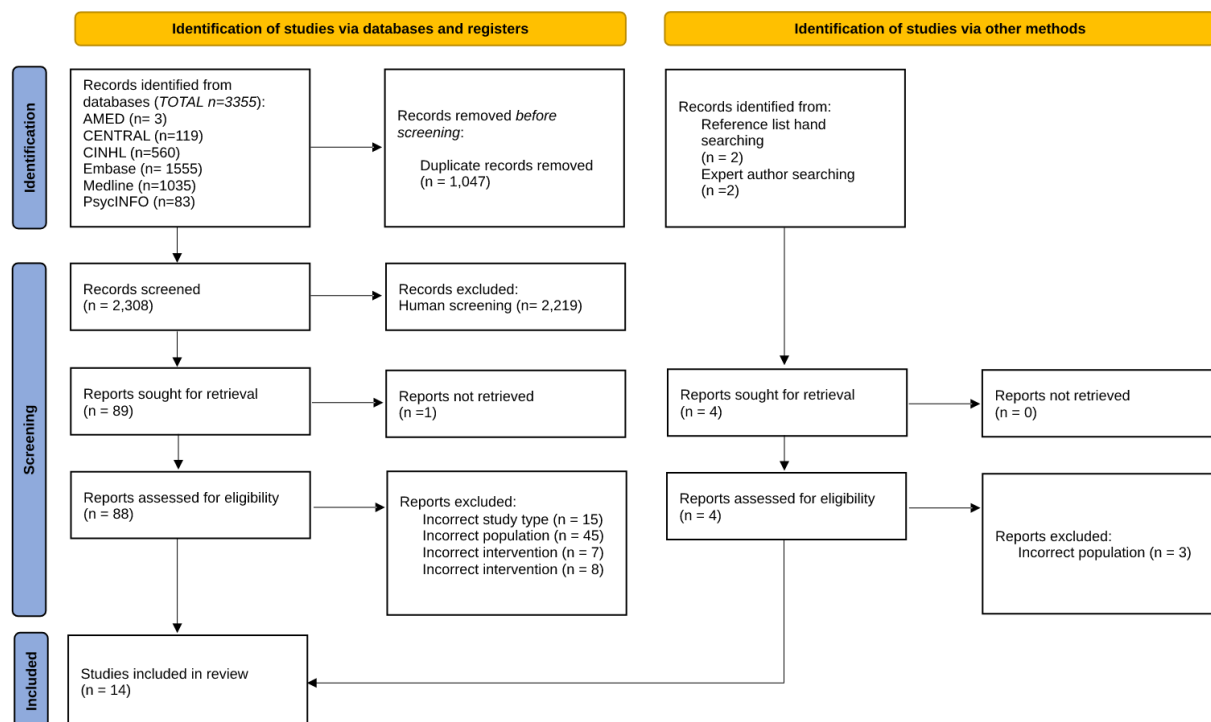 Identification of studies via databases and registers
Identification of studies via other methods
Identification
Records identified from
databases (TOTAL n=3355):
AMED (n= 3)
CENTRAL (n=119)
CINHL (n=560)
Embase (n= 1555)
Medline (n=1035)
PsycINFO (n=83)
Records removed before
screening:
Duplicate records removed
(n = 1,047)
Records identified from:
Reference list hand
searching
(n = 2)
Expert author searching
(n =2)
Screening
Records screened
(n = 2,308)
Records excluded:
Human screening (n= 2,219)
Reports sought for retrieval
(n = 89)
Reports not retrieved
(n =1)
Reports sought for retrieval
(n = 4)
Reports not retrieved
(n = 0)
Reports assessed for eligibility
(n = 88)
Reports excluded:
Incorrect study type (n = 15)
Incorrect population (n = 45)
Incorrect intervention (n = 7)
Incorrect intervention (n = 8)
Reports assessed for eligibility
(n = 4)
Reports excluded:
Incorrect population (n = 3)
Included
Studies included in review
(n = 14)